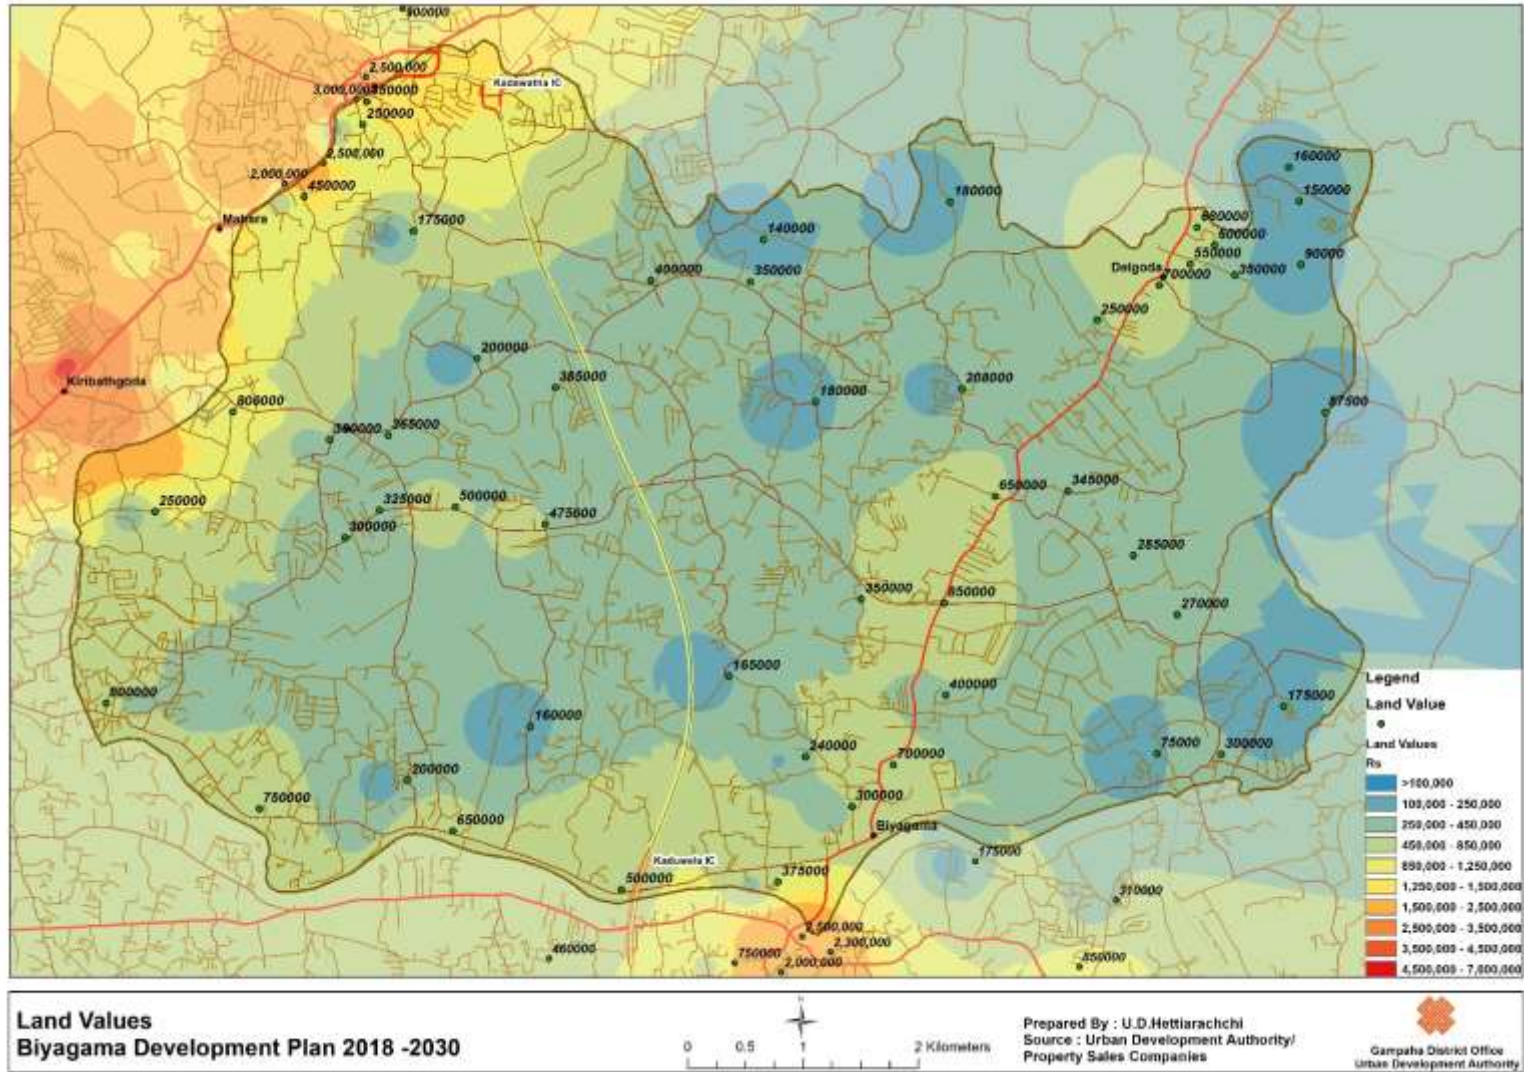 900000
2,500,000
Kadawatha IC
3,000,000
350000
250000
2,500,000
2,000,000
450000
160000
180000
150000
Mahara
175000
680000
140000
600000
550000
90000
Delgoda
700000
350000
400000
350000
250000
200000
Kiribathgoda
385000
208000
180000
87500
365000
650000
345000
250000
325000
500000
475000
300000
285000
350000
850000
270000
165000
400000
175000
800000
160000
240000
700000
75000
300000
200000
750000
300000
650000
Biyagama
Kaduwela IC
175000
500000
375000
310000
2,300,000
460000
750000
2,000,000
850000
Legend
Land Value
Land Values
Rs
>100,000
100,000 - 250,000
250,000 - 450,000
450,000 - 850,000
850,000 - 1,250,000
1,250,000 - 1,500,000
1,500,000 - 2,500,000
2,500,000 - 3,500,000
3,500,000 - 4,500,000
4,500,000 - 7,000,000
Land Values
Biyagama Development Plan 2018 -2030
0 0.5 1 2 Kilometers
Prepared By : U.D.Hettiarachchi
Source : Urban Development Authority/
Property Sales Companies
Gampaha District Office
Urban Development Authority